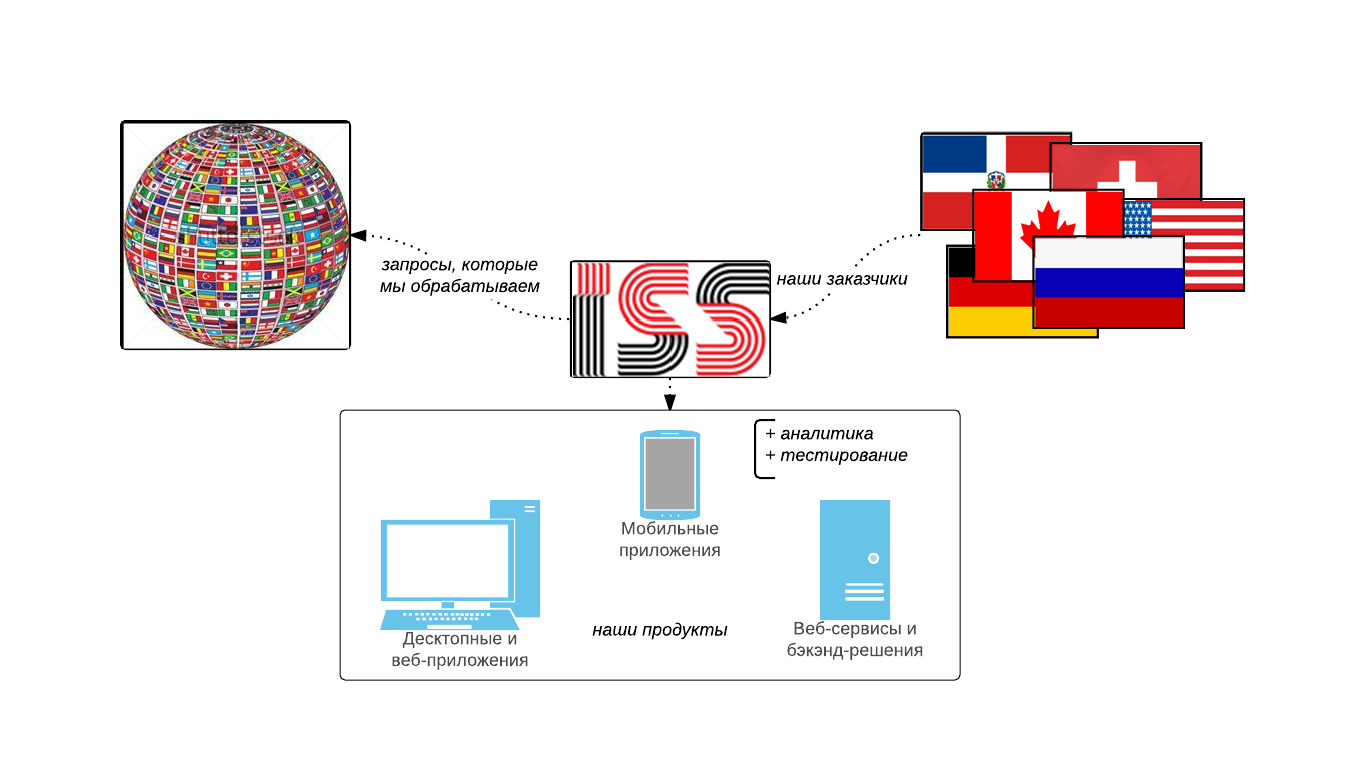 запросы, которые
мы обрабатываем
ISS
наши заказчики
+ аналитика
+ тестирование
Мобильные
приложения
Десктопные и
веб-приложения
наши продукты
Веб-сервисы и
бэкэнд-решения